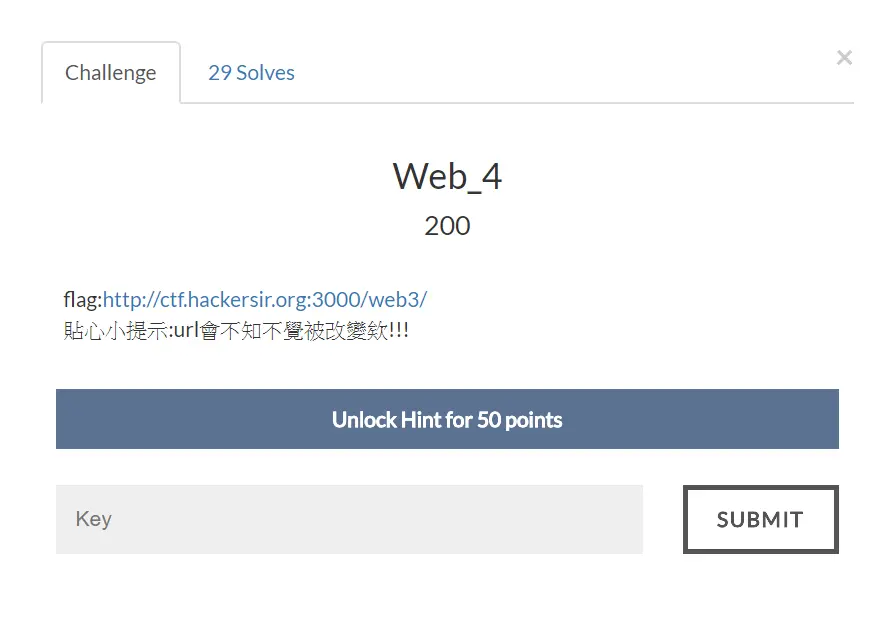 Challenge
29 Solves
×
Web_4
200
flag:http://ctf.hackersir.org:3000/web3/
貼心小提示:url會不知不覺被改變欸!!!
Unlock Hint for 50 points
Key
SUBMIT